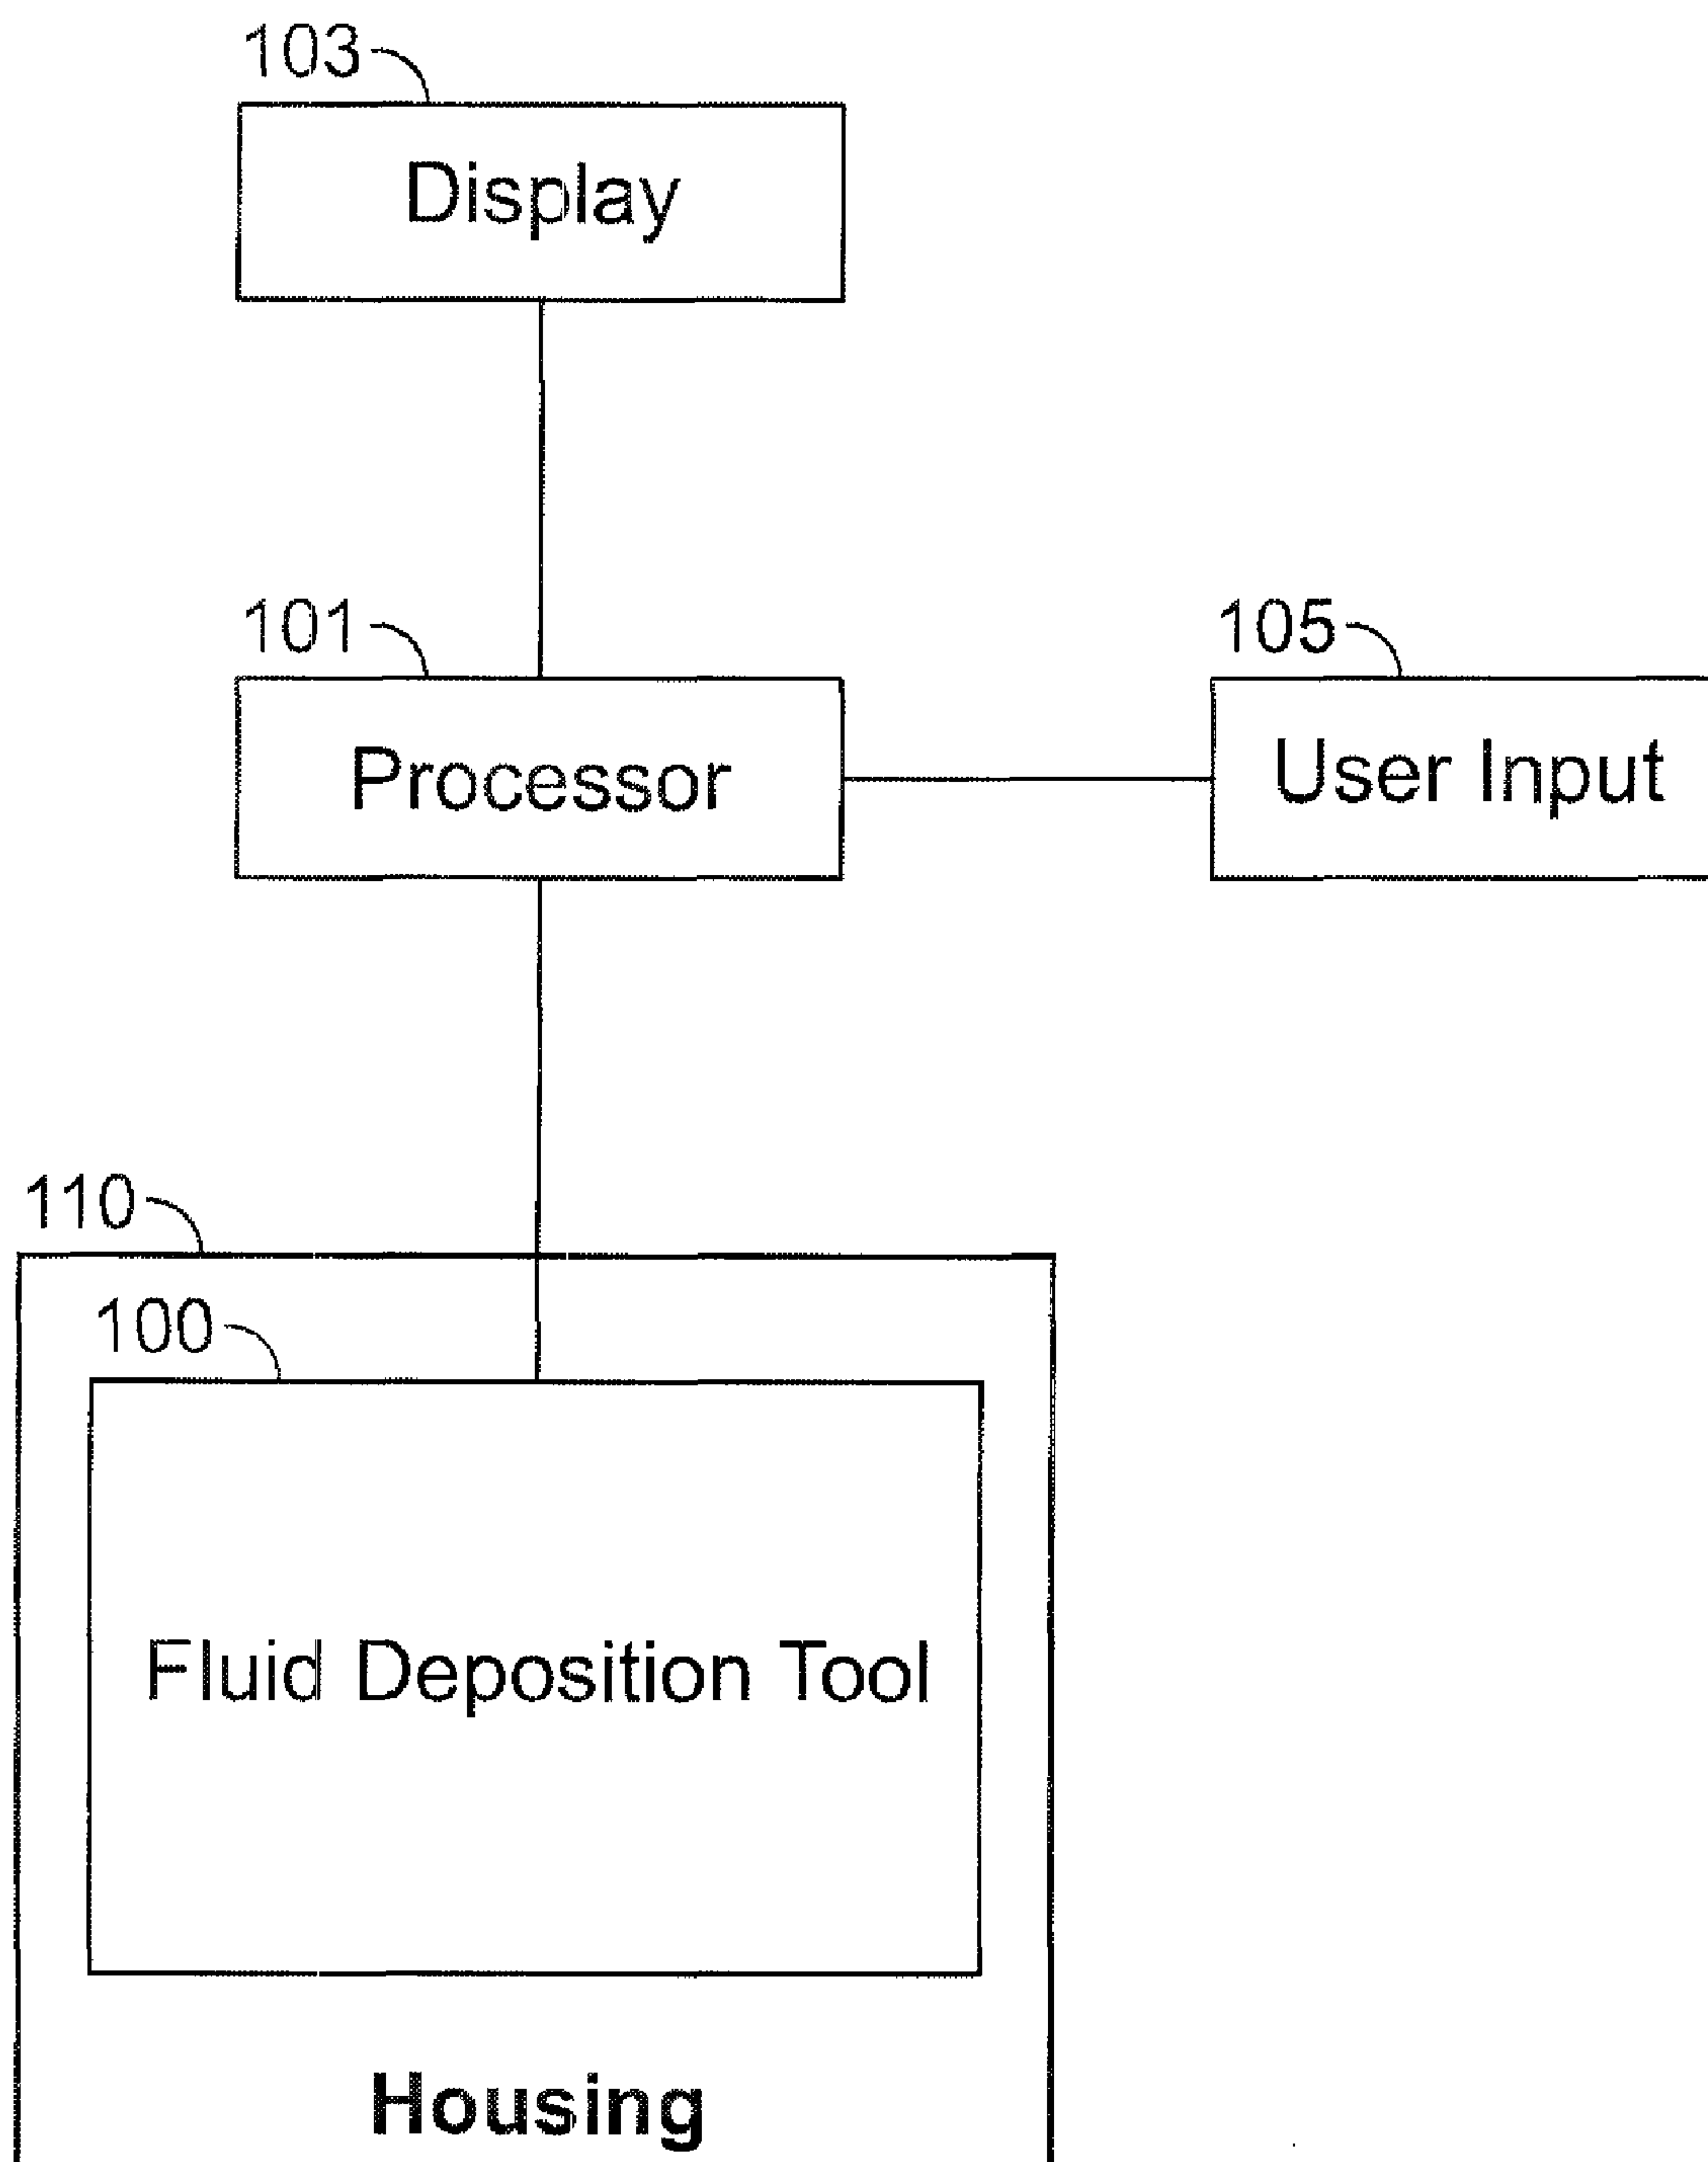 103
Display
101
105
Processor
User Input
110
100
Fluid Deposition Tool
Housing